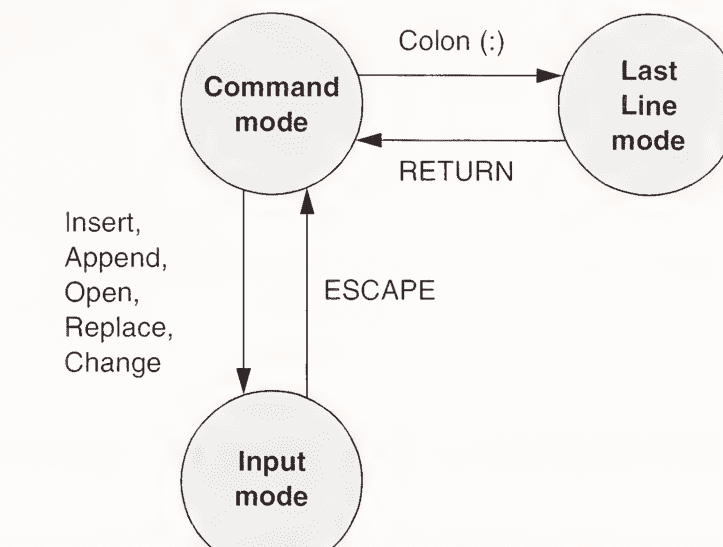 Colon (:)
Command
mode
Last
Line
mode
RETURN
Insert,
Append,
Open,
Replace,
Change
ESCAPE
Input
mode